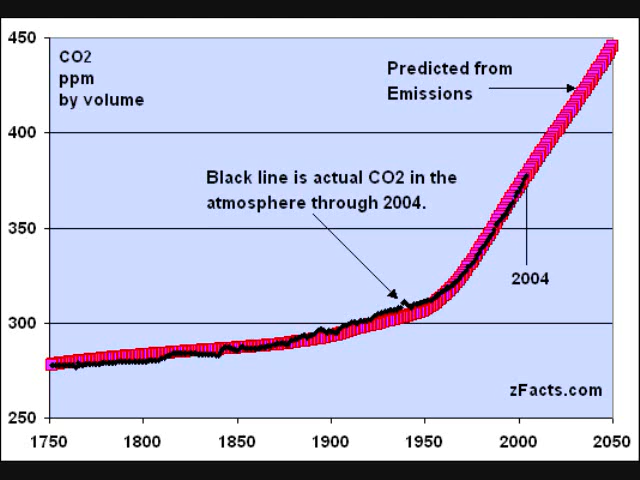 450
CO2
ppm
by volume
Predicted from
Emissions
400
Black line is actual CO2 in the
atmosphere through 2004.
350
2004
300
zFacts.com
250
1750 1800 1850 1900 1950 2000 2050